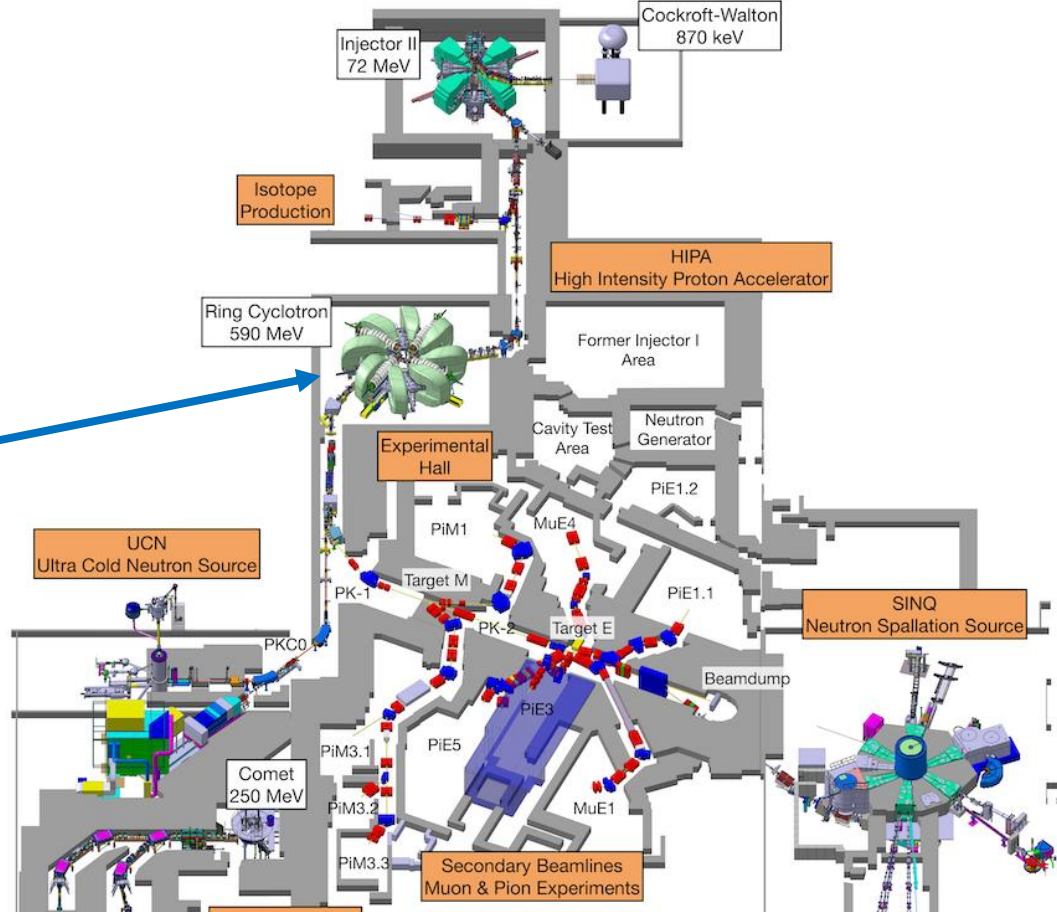 Cockroft-Walton
870 keV
Injector II
72 MeV
Isotope
Production
HIPA
High Intensity Proton Accelerator
Ring Cyclotron
590 MeV
Former Injector I
Area
Cavity Test
Area
Neutron
Generator
Experimental
Hall
PiE1.2
PiM1
MuE4
UCN
Ultra Cold Neutron Source
Target M
PK-1
PiE1.1
SINQ
Neutron Spallation Source
PK-2
Target E
PKC0
Beamdump
PiE3
PiE5
PiM3.1
Comet
250 MeV
PiM3.2
MuE1
PiM3.3
Secondary Beamlines
Muon & Pion Experiments